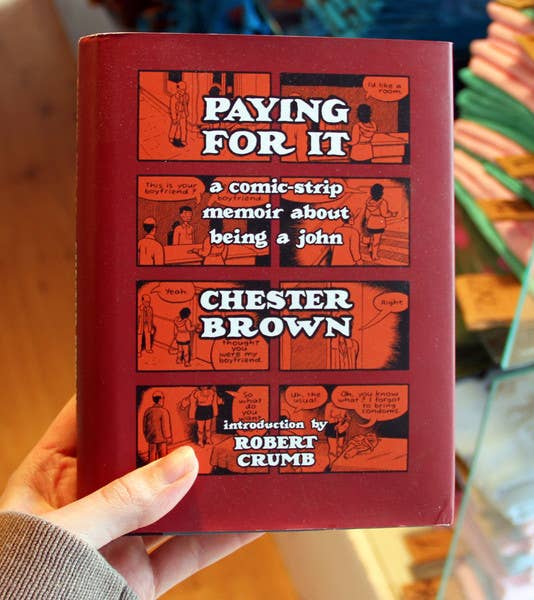 I'd like a
room.
PAYING
FOR IT
This is your
boyfriend?
boyfriend.
a comic-strip
memoir about
being a john
Yeah.
Right
CHESTER
BROWN
thought
you
were my
boyfriend.
So
what
do
you
want
Uh, the
usual.
Oh, you know
what? I forgot
to bring
condoms.
introduction by
ROBERT
CRUMB